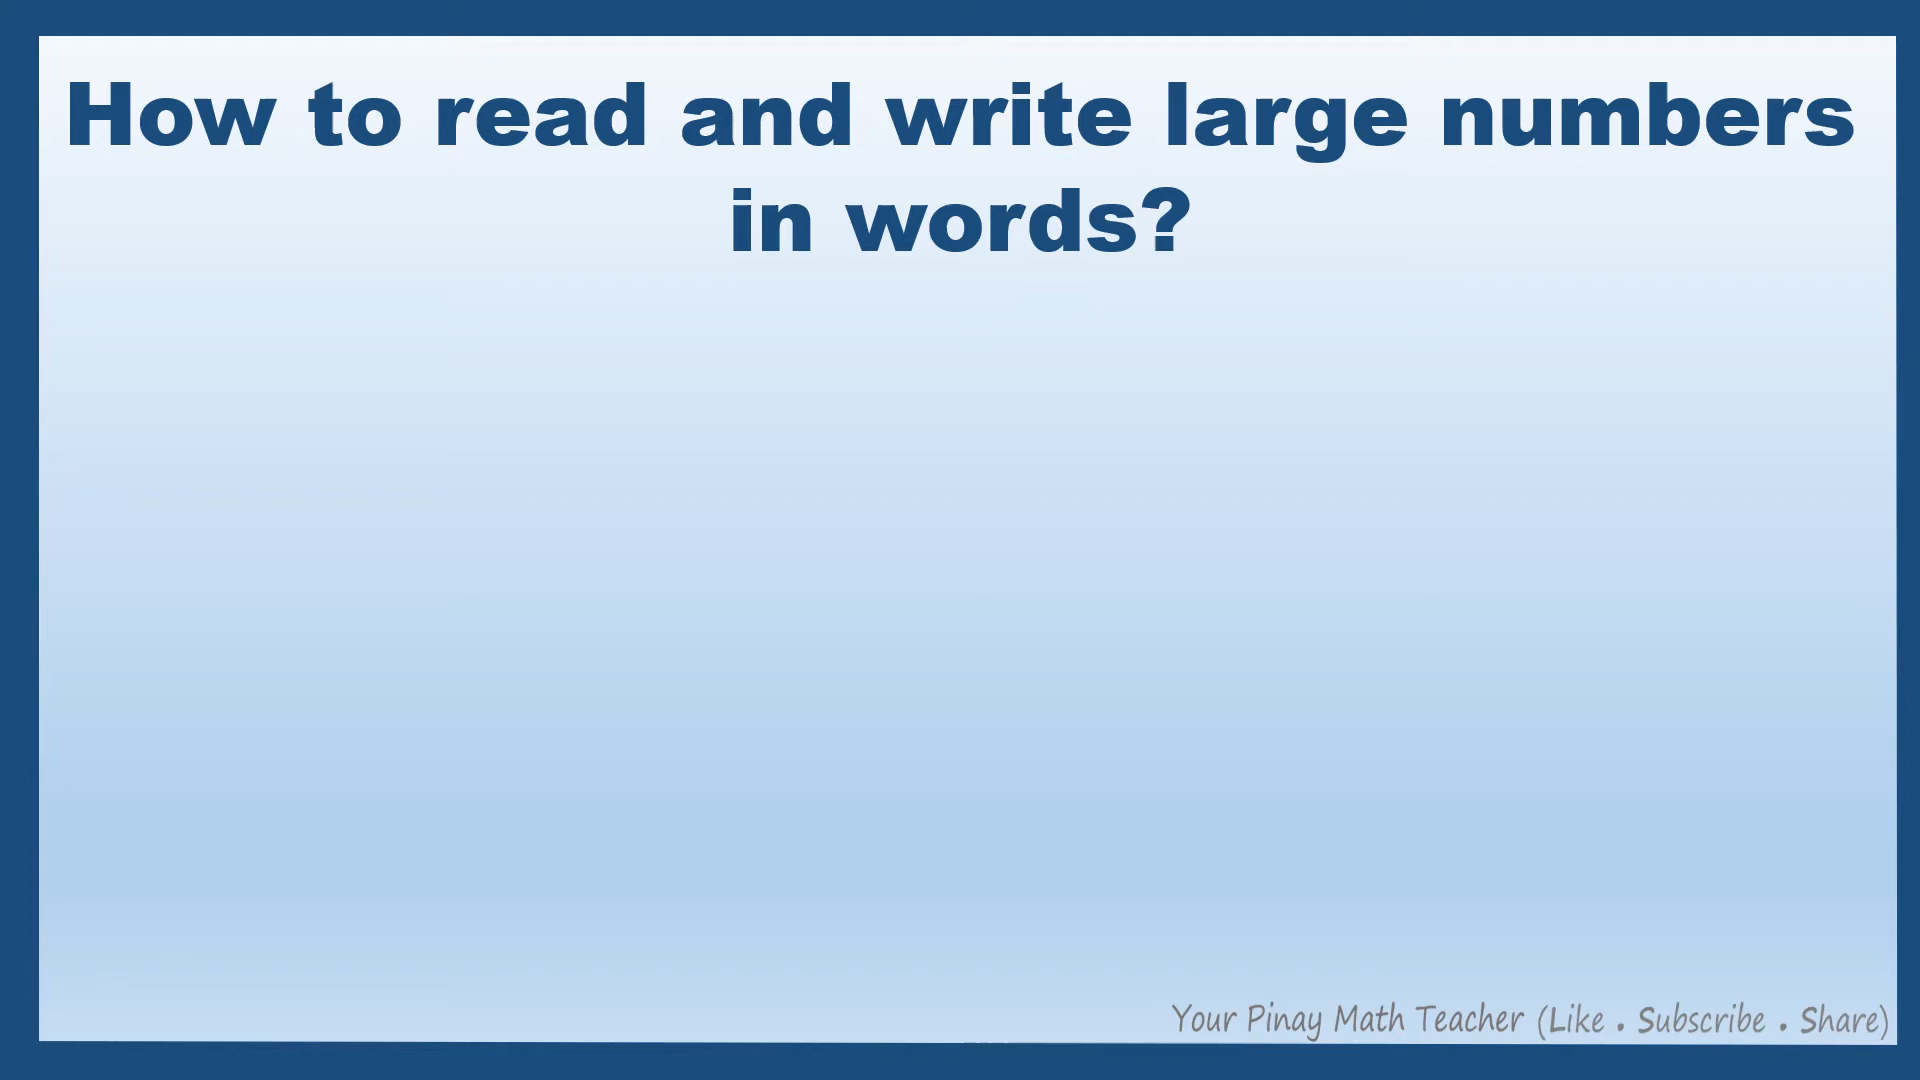 How to read and write large numbers
in words?
Your Pinay Math Teacher (Like . Subscribe . Share)